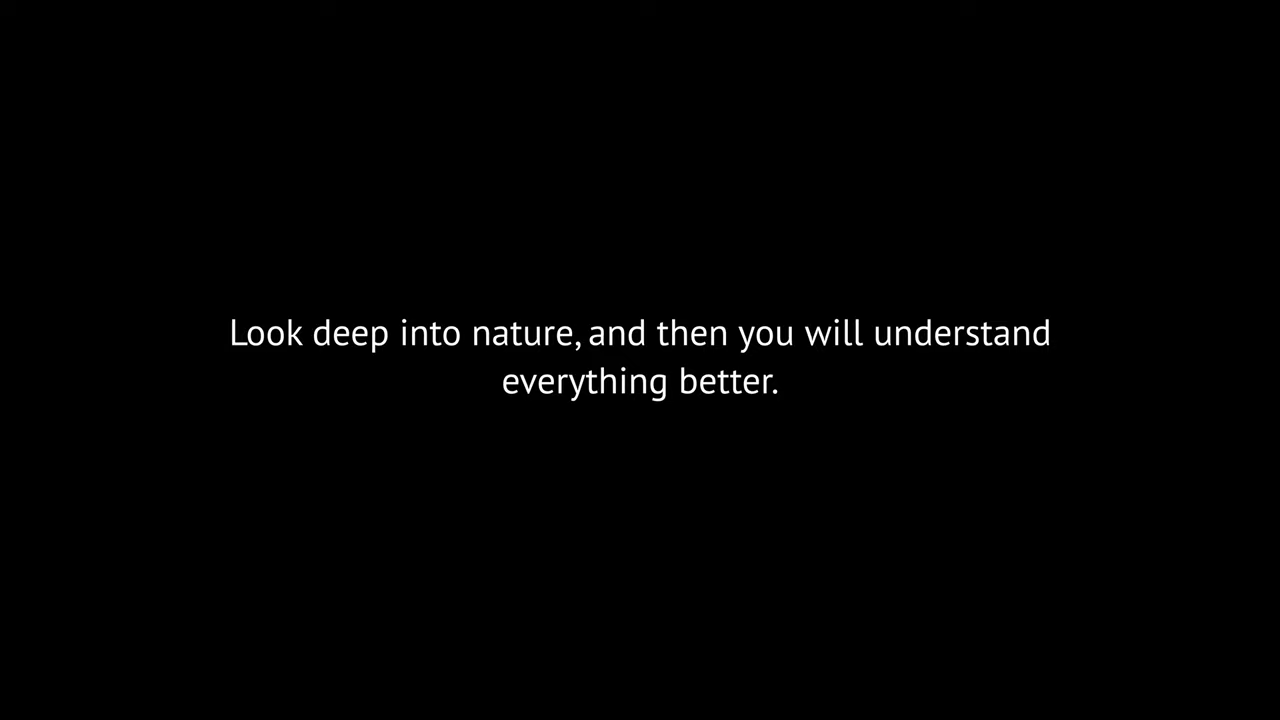 Look deep into nature, and then you will understand
everything better.